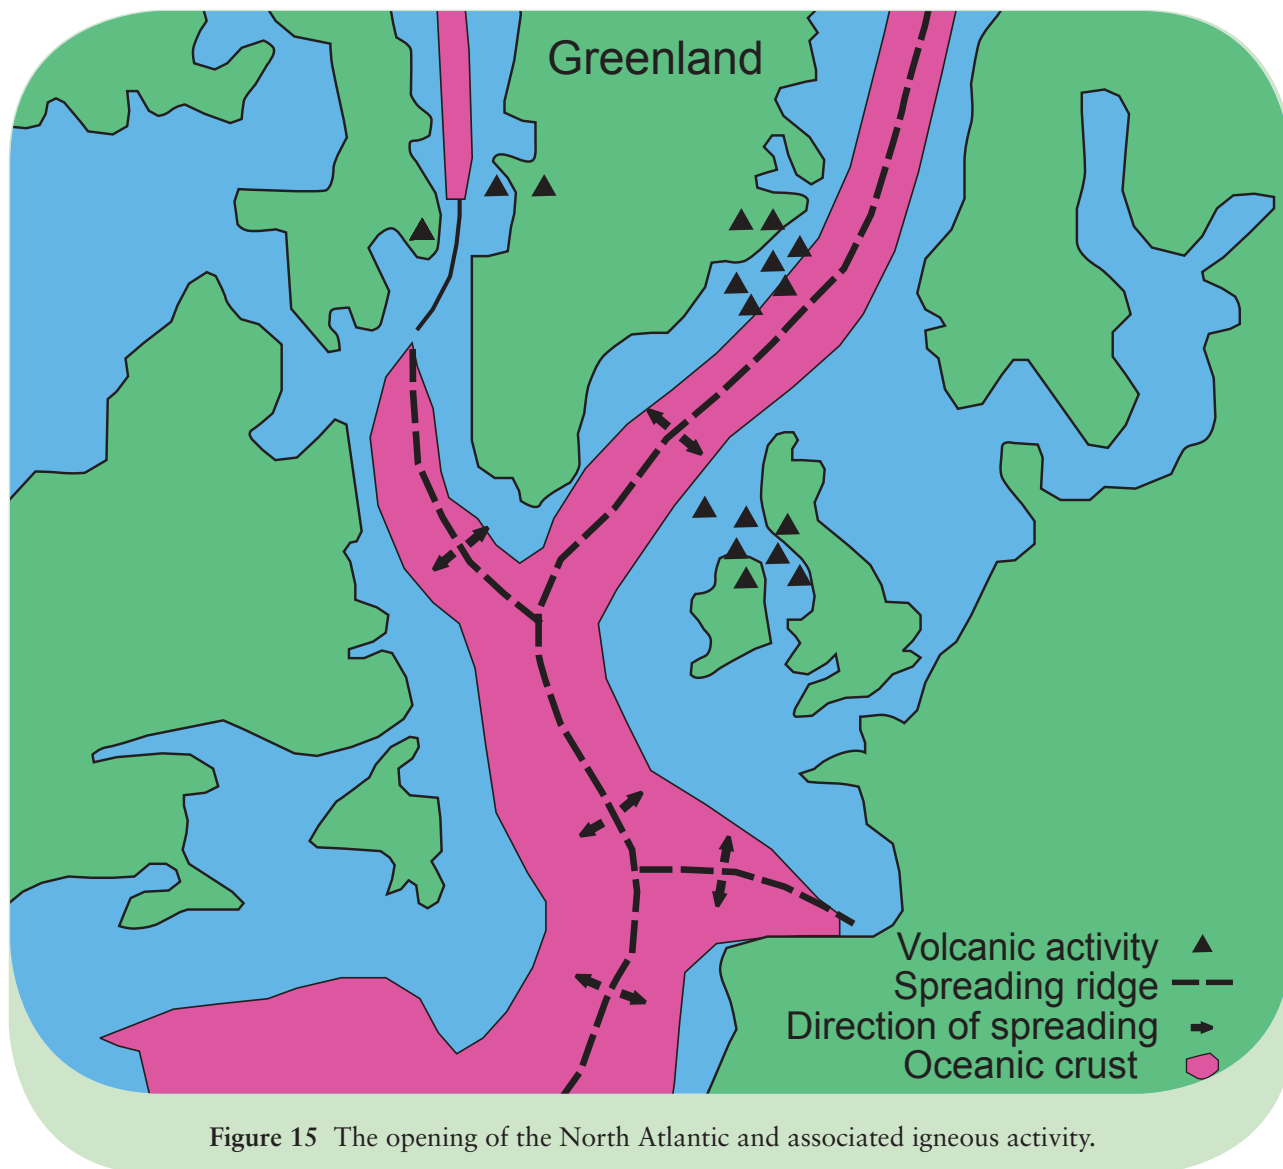 Greenland
Volcanic activity
Spreading ridge
Direction of spreading
Oceanic crust
Figure 15 The opening of the North Atlantic and associated igneous activity.